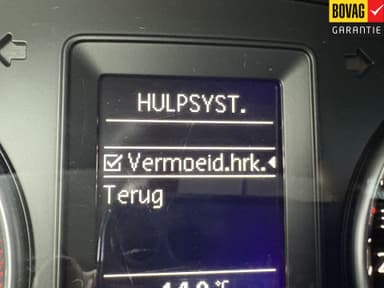 BOVAG
GARANTIE
HULPSYST.
Vermoeid.hrk.
Terug